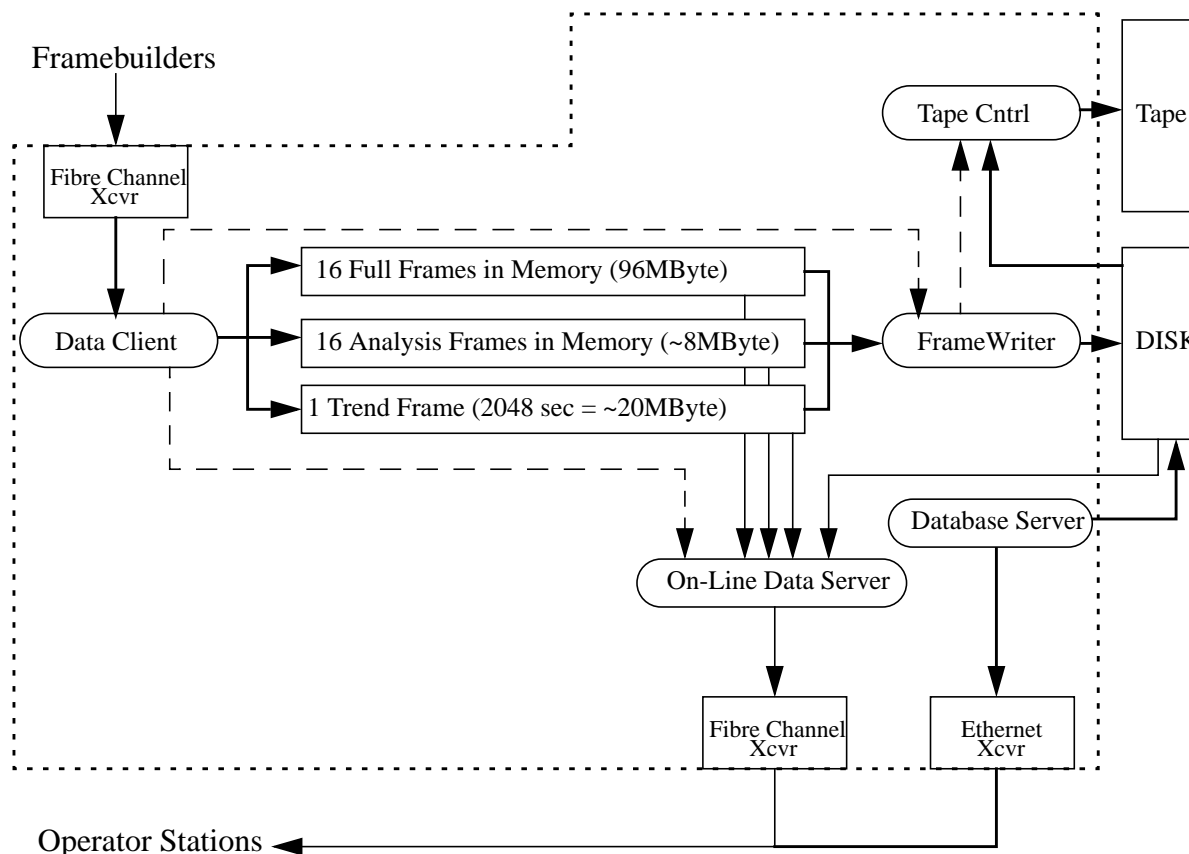 Framebuilders
Tape Cntrl
Tape
Fibre Channel
Xcvr
16 Full Frames in Memory (96MByte)
Data Client
16 Analysis Frames in Memory (~8MByte)
FrameWriter
DISK
1 Trend Frame (2048 sec = ~20MByte)
Database Server
On-Line Data Server
Fibre Channel
Xcvr
Ethernet
Xcvr
Operator Stations